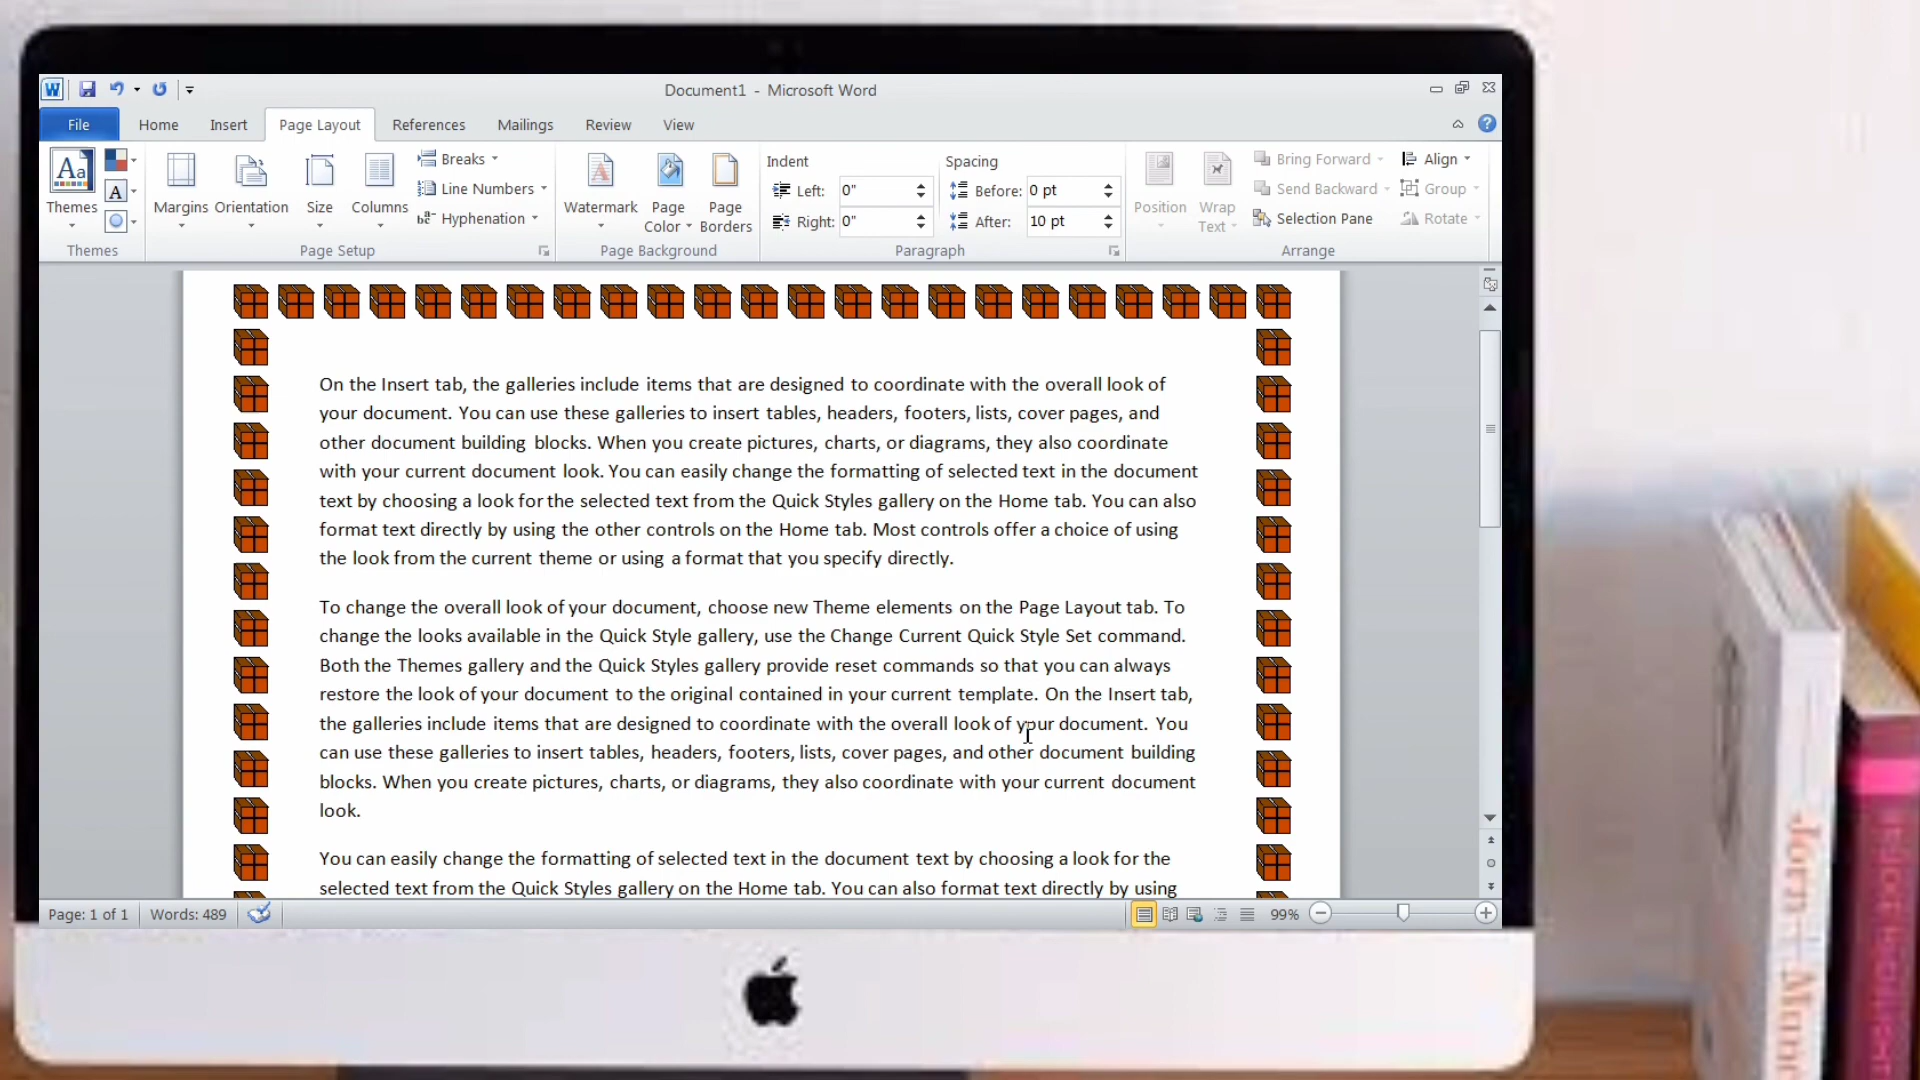 W
Document1 - Microsoft Word
File Home Insert Page Layout References Mailings Review View
Aa
A
Themes
Margins
Orientation
Size
Columns
Breaks
Line Numbers
Hyphenation
Watermark
Page
Color
Page
Borders
Indent
Left: 0"
Right: 0"
Spacing
Before: 0 pt
After: 10 pt
Position
Wrap
Text
Bring Forward
Send Backward
Selection Pane
Align
Group
Rotate
Themes
Page Setup
Page Background
Paragraph
Arrange
On the Insert tab, the galleries include items that are designed to coordinate with the overall look of
your document. You can use these galleries to insert tables, headers, footers, lists, cover pages, and
other document building blocks. When you create pictures, charts, or diagrams, they also coordinate
with your current document look. You can easily change the formatting of selected text in the document
text by choosing a look for the selected text from the Quick Styles gallery on the Home tab. You can also
format text directly by using the other controls on the Home tab. Most controls offer a choice of using
the look from the current theme or using a format that you specify directly.
To change the overall look of your document, choose new Theme elements on the Page Layout tab. To
change the looks available in the Quick Style gallery, use the Change Current Quick Style Set command.
Both the Themes gallery and the Quick Styles gallery provide reset commands so that you can always
restore the look of your document to the original contained in your current template. On the Insert tab,
the galleries include items that are designed to coordinate with the overall look of your document. You
can use these galleries to insert tables, headers, footers, lists, cover pages, and other document building
blocks. When you create pictures, charts, or diagrams, they also coordinate with your current document
look.
You can easily change the formatting of selected text in the document text by choosing a look for the
selected text from the Quick Styles gallery on the Home tab. You can also format text directly by using
Page: 1 of 1
Words: 489
99%